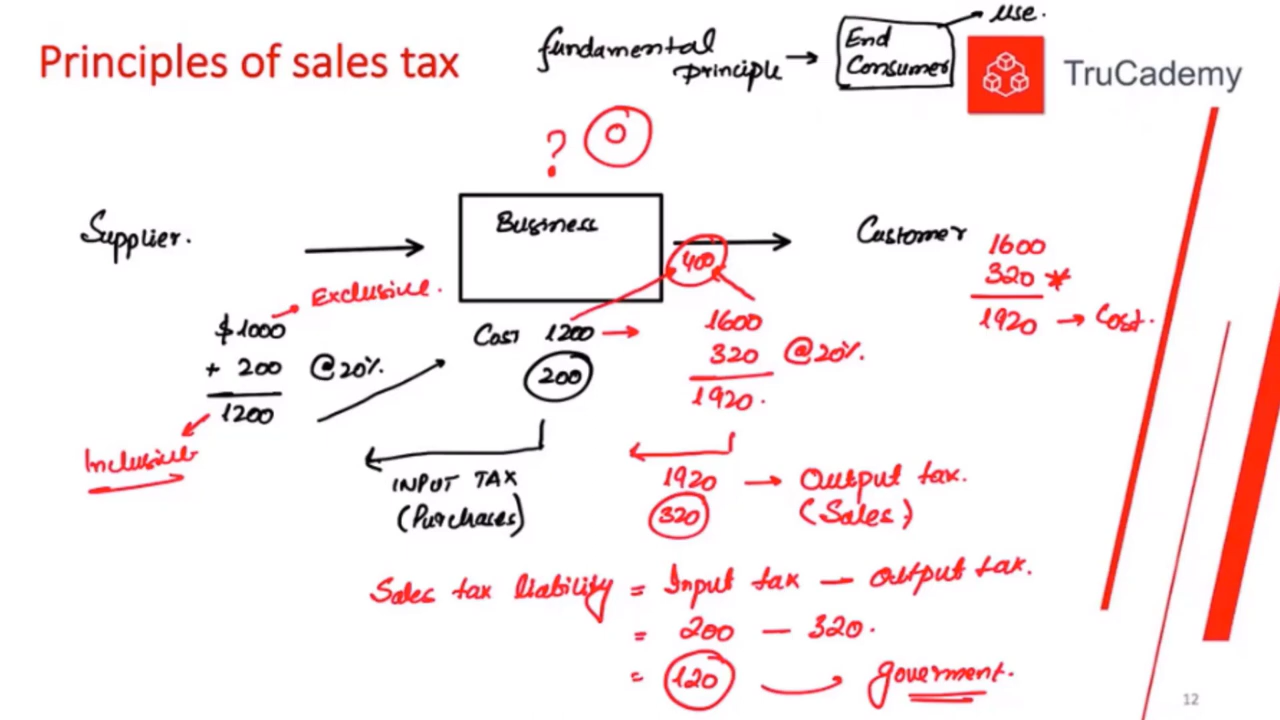 Principles of sales tax
fundamental
principle →
End
Consumer
use.
TruCademy
? 0
Supplier.
Business
Customer
400
Exclusive.
$1000
+ 200 @20%
1200
Inclusive
Cost 1200 →
200
1600
320 @20%.
1920.
1600
320 *
1920 → Cost.
INPUT TAX
(Purchases)
1920 → Output tax.
320 (Sales)
Sales tax liability = Input tax – Output tax.
= 200 – 320.
= 120 goverment.
12